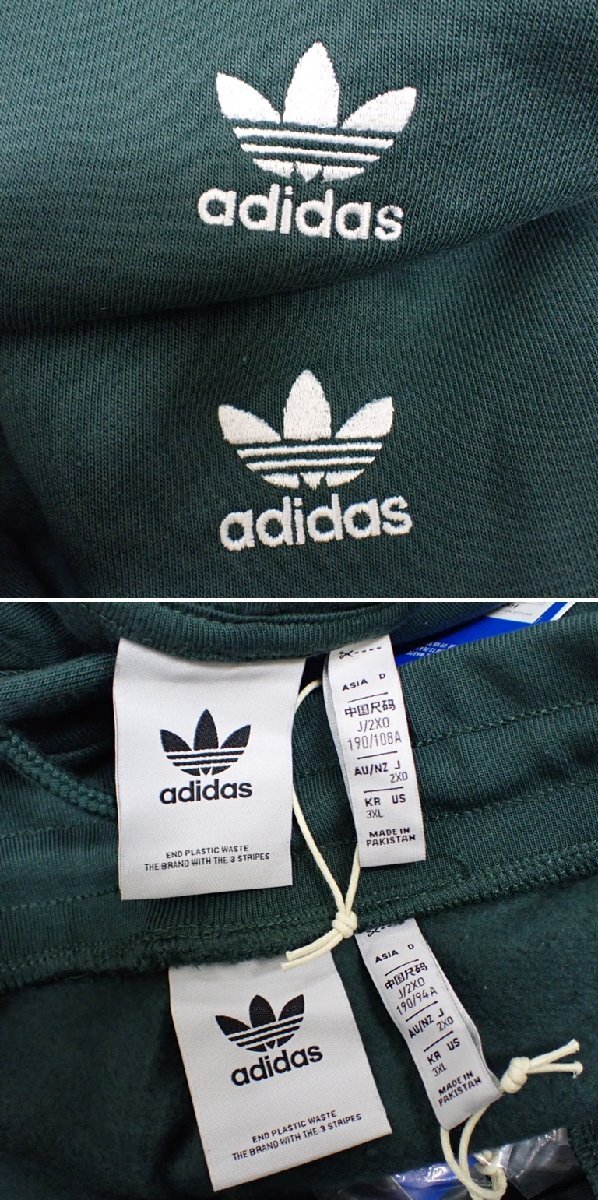 adidas
adidas
adidas
END PLASTIC WASTE
THE BRAND WITH THE 3 STRIPES
ASIA D
中国尺码
J/2XO
190/108A
AU/NZ J
2XO
KR US
3XL
MADE IN
PAKISTAN
adidas
END PLASTIC WASTE
THE BRAND WITH THE 3 STRIPES
ASIA D
中国尺码
J/2XO
190/94A
AU/NZ J
2XO
KR US
3XL
MADE IN
PAKISTAN